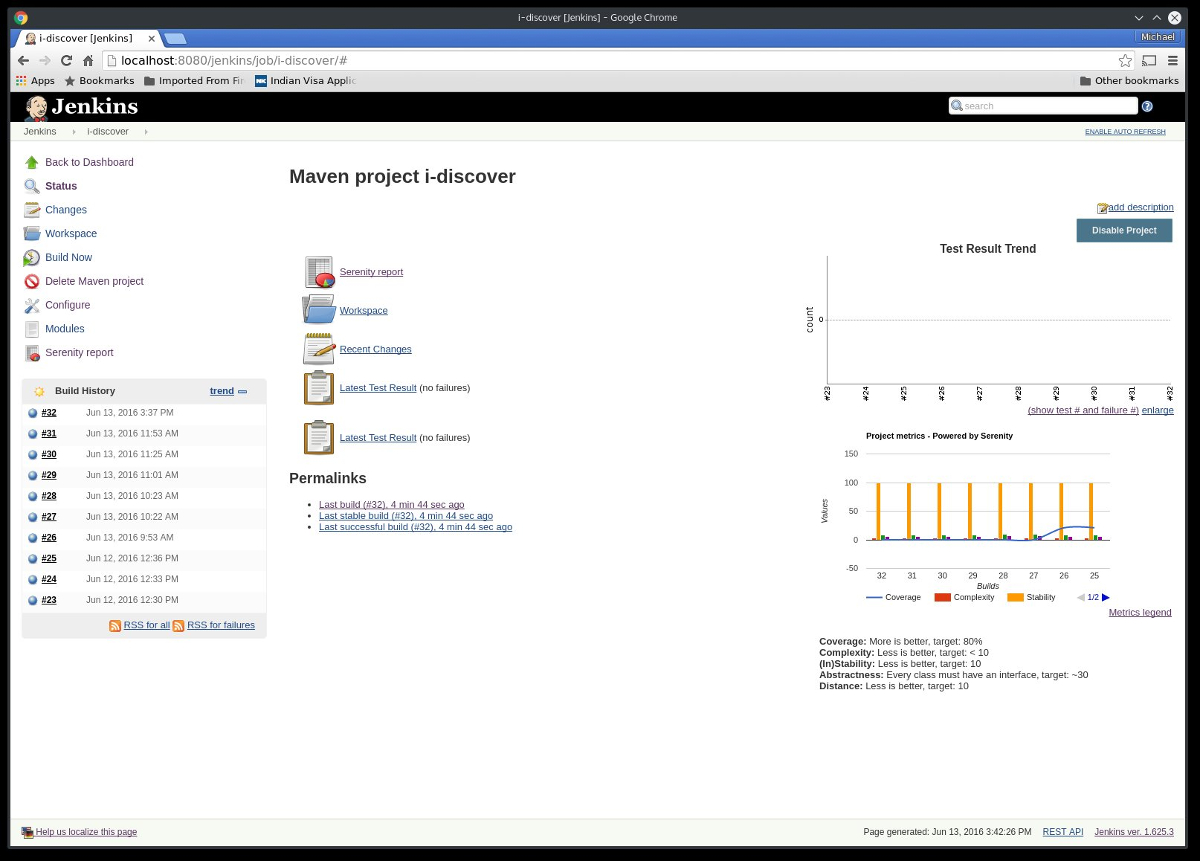 i-discover [Jenkins] - Google Chrome
i-discover [Jenkins]
Michael
localhost:8080/jenkins/job/i-discover/#
Apps Bookmarks Imported From Fir Indian Visa Applic Other bookmarks
Jenkins
search
Jenkins i-discover
ENABLE AUTO REFRESH
Back to Dashboard
Status
Changes
Workspace
Build Now
Delete Maven project
Configure
Modules
Serenity report
Build History trend
#32 Jun 13, 2016 3:37 PM
#31 Jun 13, 2016 11:53 AM
#30 Jun 13, 2016 11:25 AM
#29 Jun 13, 2016 11:01 AM
#28 Jun 13, 2016 10:23 AM
#27 Jun 13, 2016 10:22 AM
#26 Jun 13, 2016 9:53 AM
#25 Jun 12, 2016 12:36 PM
#24 Jun 12, 2016 12:33 PM
#23 Jun 12, 2016 12:30 PM
RSS for all RSS for failures
Maven project i-discover
Serenity report
Workspace
Recent Changes
Latest Test Result (no failures)
Latest Test Result (no failures)
Permalinks
Last build (#32), 4 min 44 sec ago
Last stable build (#32), 4 min 44 sec ago
Last successful build (#32), 4 min 44 sec ago
add description
Disable Project
Test Result Trend
count
0
#23 #24 #25 #26 #27 #28 #29 #30 #31 #32
(show test # and failure #) enlarge
Project metrics - Powered by Serenity
Values
150
100
50
0
-50
32 31 30 29 28 27 26 25
Builds
Coverage Complexity Stability 1/2
Metrics legend
Coverage: More is better, target: 80%
Complexity: Less is better, target: < 10
(In)Stability: Less is better, target: 10
Abstractness: Every class must have an interface, target: ~30
Distance: Less is better, target: 10
Help us localize this page
Page generated: Jun 13, 2016 3:42:26 PM REST API Jenkins ver. 1.625.3